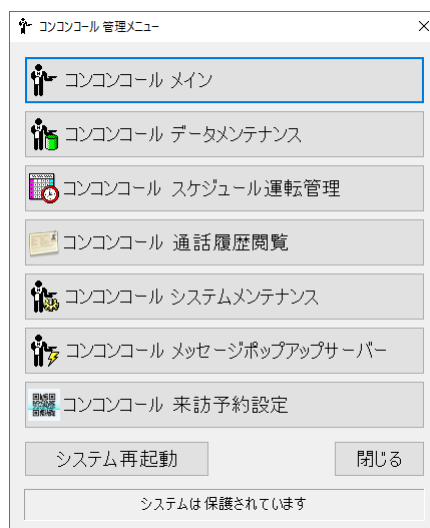 コンコンコール 管理メニュー
コンコンコール メイン
コンコンコール データメンテナンス
コンコンコール スケジュール運転管理
コンコンコール 通話履歴閲覧
コンコンコール システムメンテナンス
コンコンコール メッセージポップアップサーバー
コンコンコール 来訪予約設定
システム再起動
閉じる
システムは保護されています